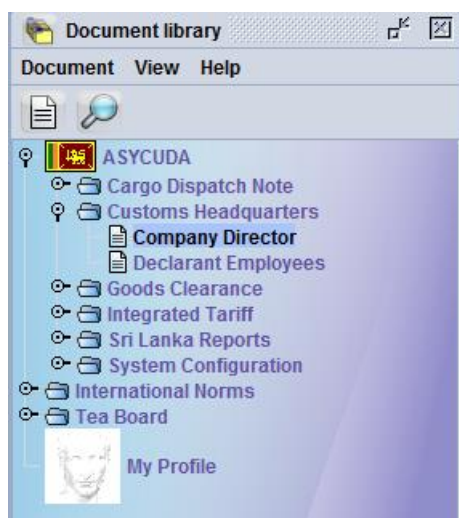 Document library
Document View Help
ASYCUDA
Cargo Dispatch Note
Customs Headquarters
Company Director
Declarant Employees
Goods Clearance
Integrated Tariff
Sri Lanka Reports
System Configuration
International Norms
Tea Board
My Profile